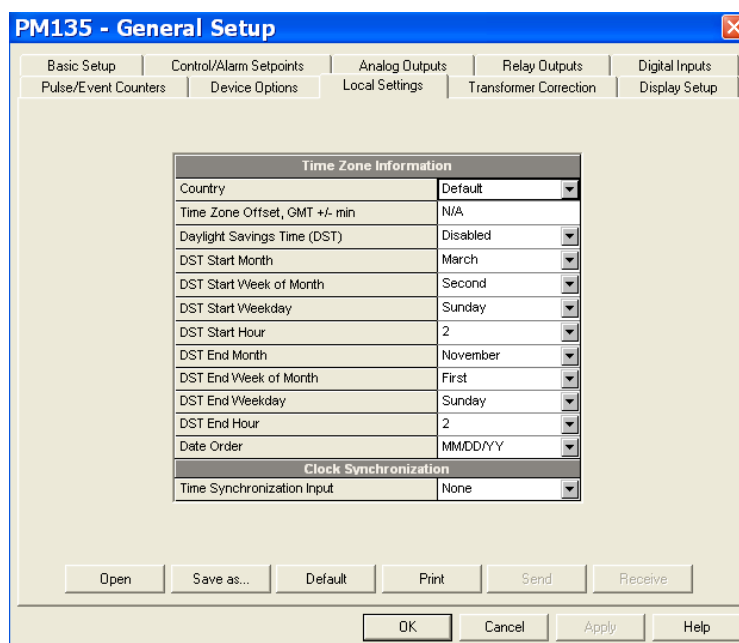 PM135 - General Setup
Basic Setup Control/Alarm Setpoints Analog Outputs Relay Outputs Digital Inputs
Pulse/Event Counters Device Options Local Settings Transformer Correction Display Setup
Time Zone Information
Country Default
Time Zone Offset, GMT +/- min N/A
Daylight Savings Time (DST) Disabled
DST Start Month March
DST Start Week of Month Second
DST Start Weekday Sunday
DST Start Hour 2
DST End Month November
DST End Week of Month First
DST End Weekday Sunday
DST End Hour 2
Date Order MM/DD/YY
Clock Synchronization
Time Synchronization Input None
Open Save as... Default Print Send Receive
OK Cancel Apply Help